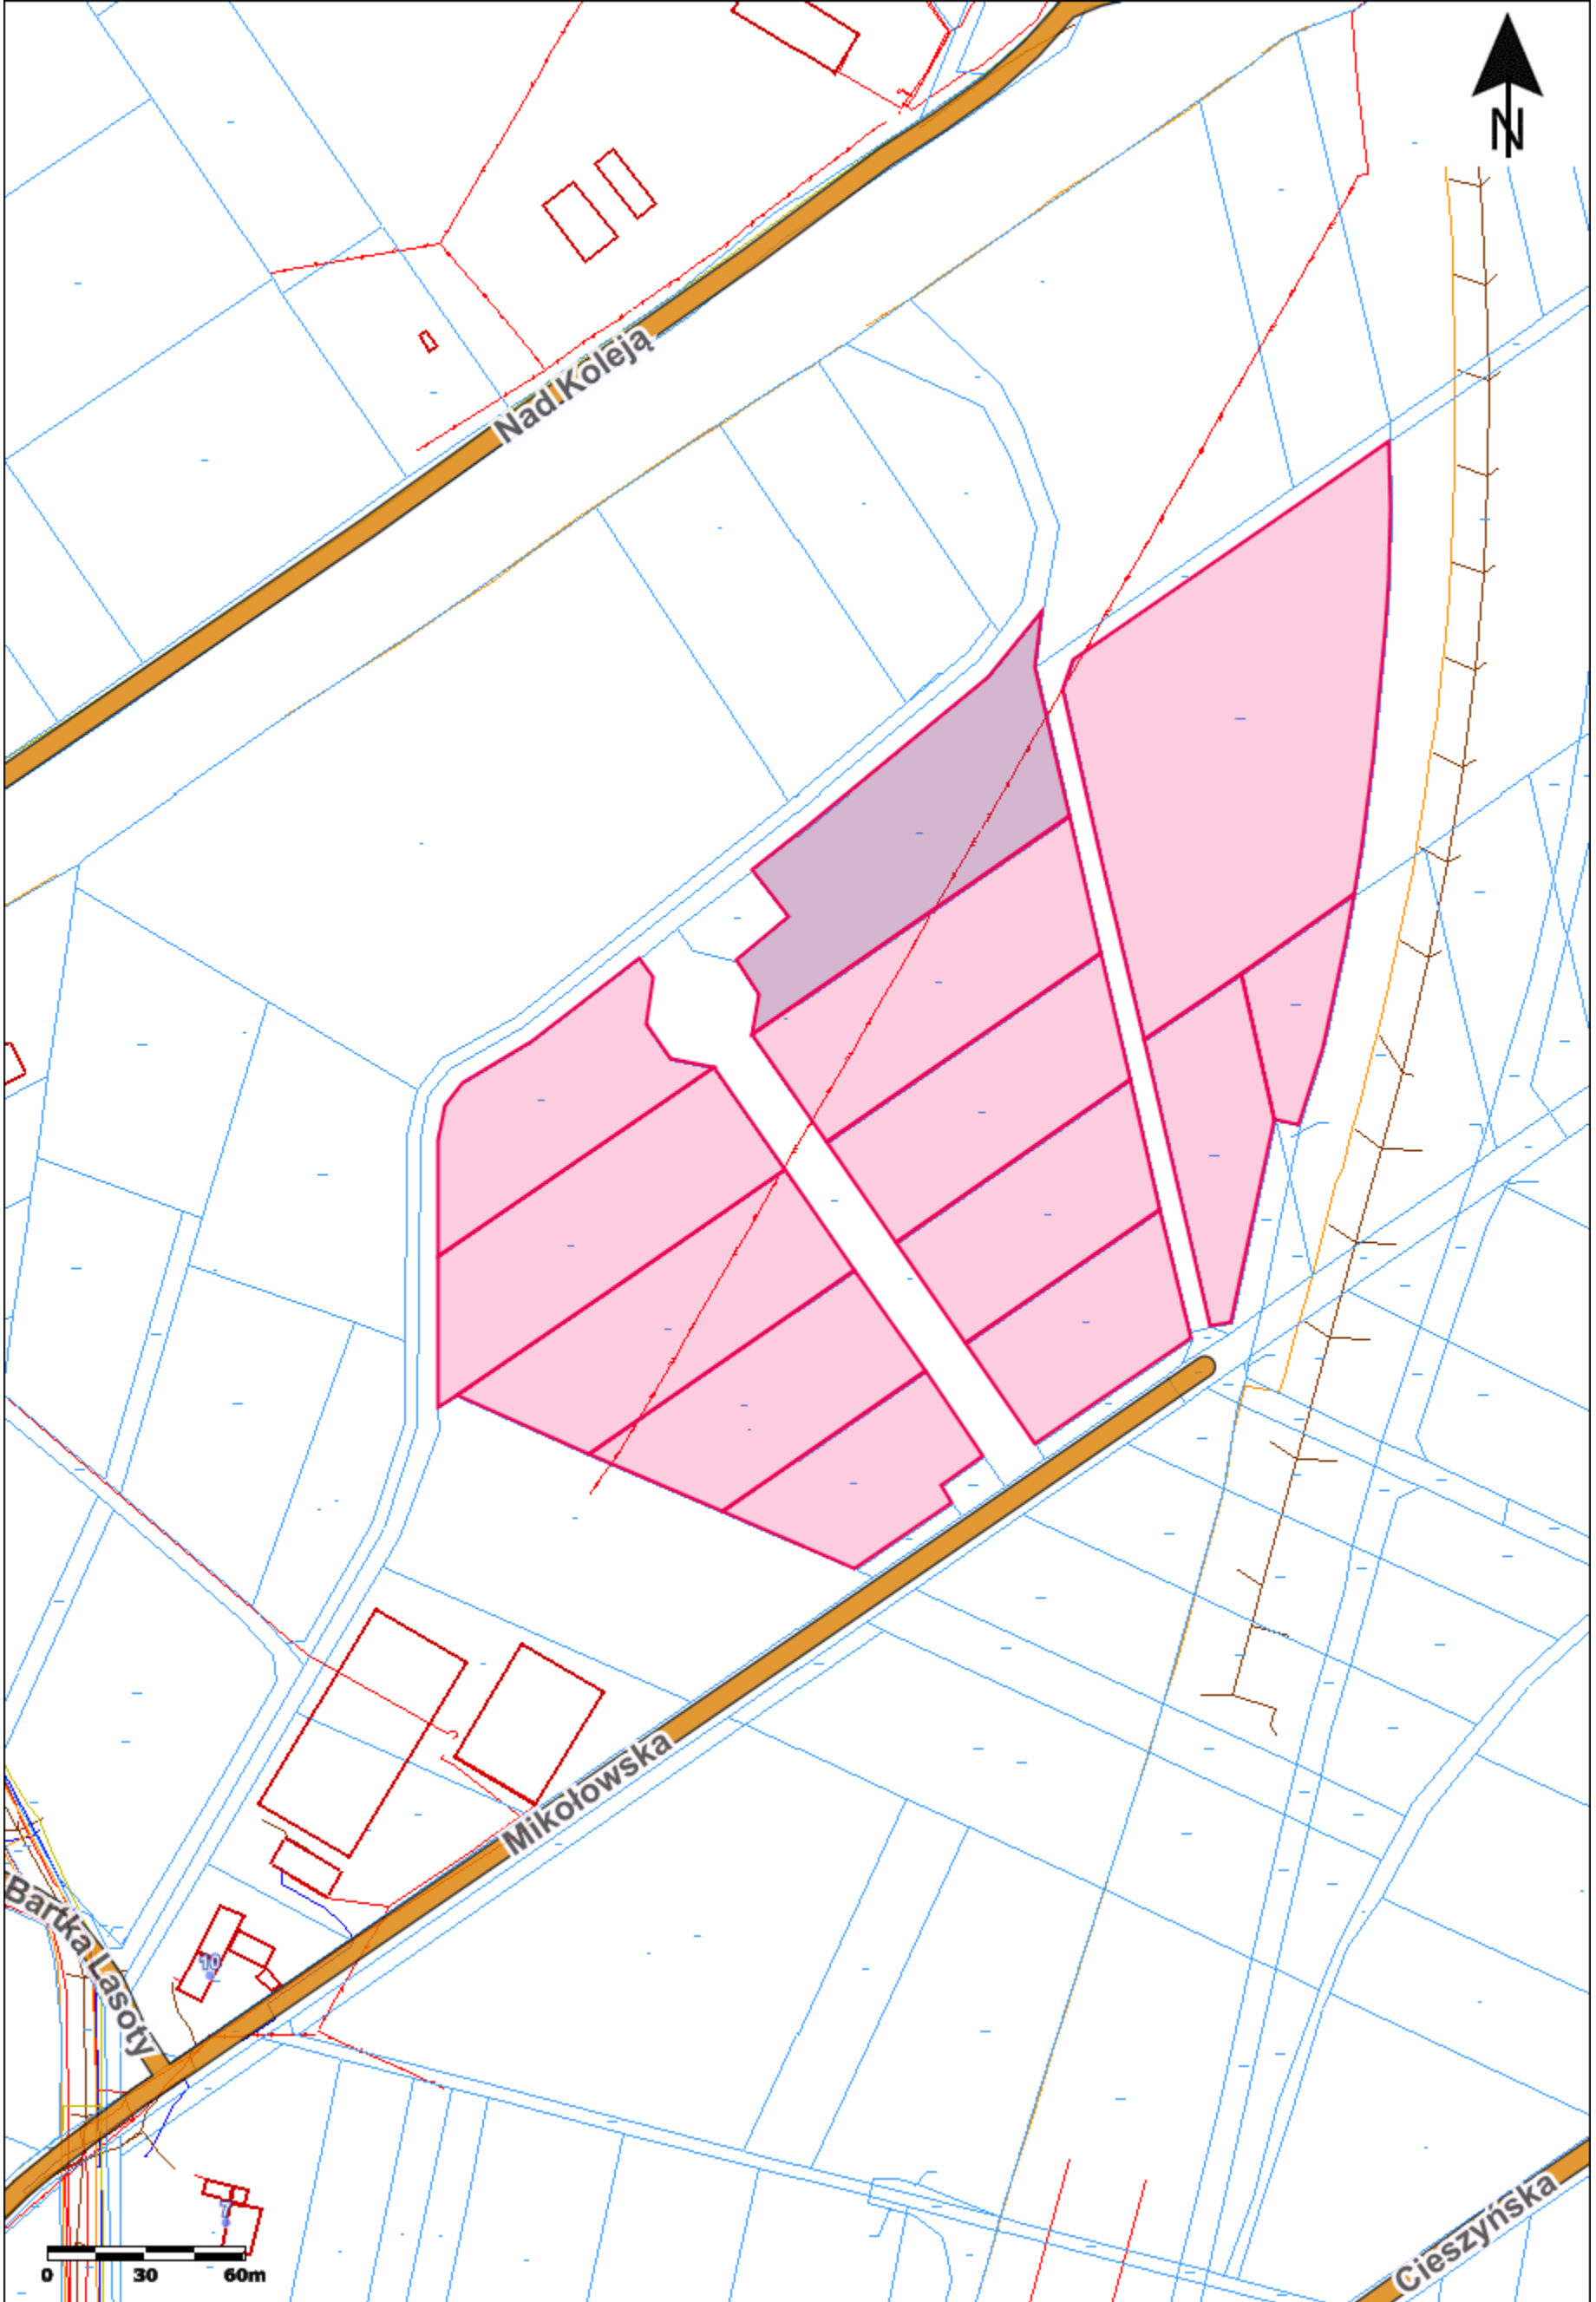 N
Nad Koleją
Mikołowska
Bartka Lasoty
10
7
0 30 60m
Cieszyńska